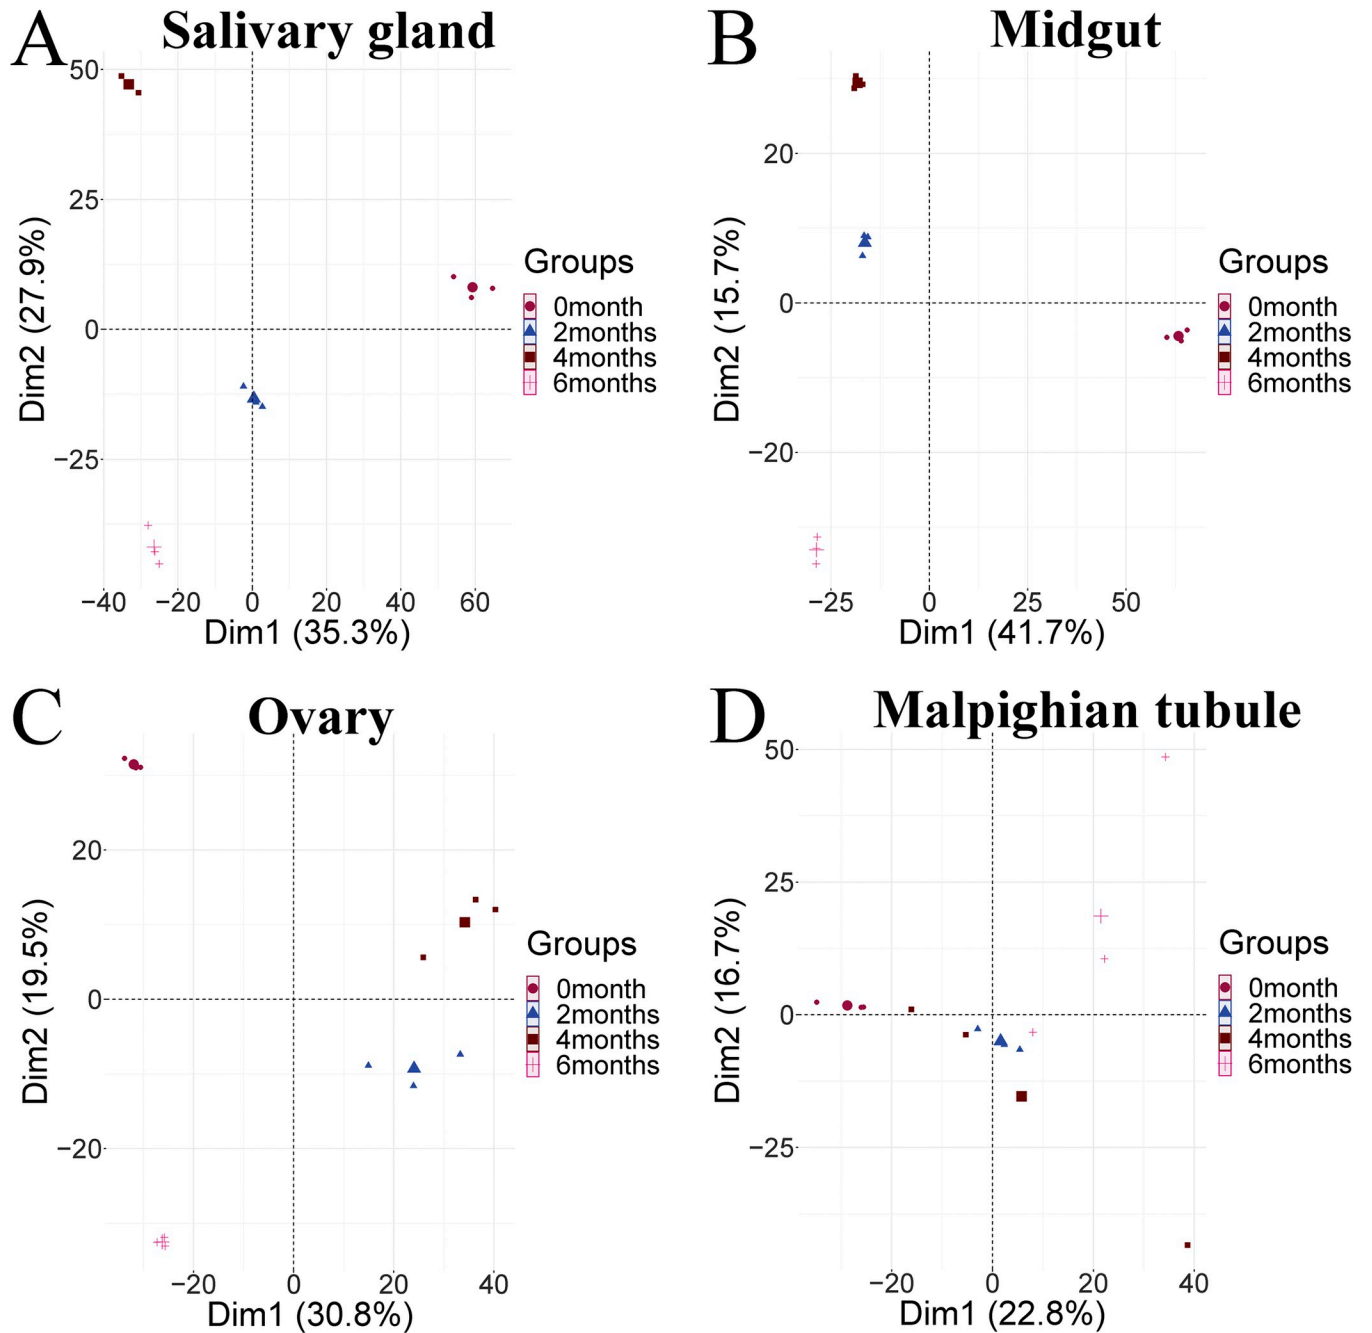 A
Salivary gland
50
25
0
−25
−40
−20
0
20
40
60
Dim1 (35.3%)
Dim2 (27.9%)
Groups
0month
2months
4months
6months
B
Midgut
20
0
−20
−25
0
25
50
Dim1 (41.7%)
Dim2 (15.7%)
Groups
0month
2months
4months
6months
C
Ovary
20
0
−20
−20
0
20
40
Dim1 (30.8%)
Dim2 (19.5%)
Groups
0month
2months
4months
6months
D
Malpighian tubule
50
25
0
−25
−20
0
20
40
Dim1 (22.8%)
Dim2 (16.7%)
Groups
0month
2months
4months
6months